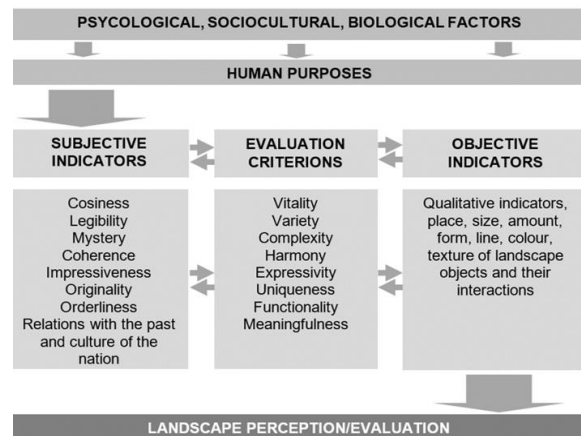 PSYCOLOGICAL, SOCIOCULTURAL, BIOLOGICAL FACTORS
HUMAN PURPOSES
SUBJECTIVE
INDICATORS
EVALUATION
CRITERIONS
OBJECTIVE
INDICATORS
Cosiness
Legibility
Mystery
Coherence
Impressiveness
Originality
Orderliness
Relations with the past
and culture of the
nation
Vitality
Variety
Complexity
Harmony
Expressivity
Uniqueness
Functionality
Meaningfulness
Qualitative indicators,
place, size, amount,
form, line, colour,
texture of landscape
objects and their
interactions
LANDSCAPE PERCEPTION/EVALUATION